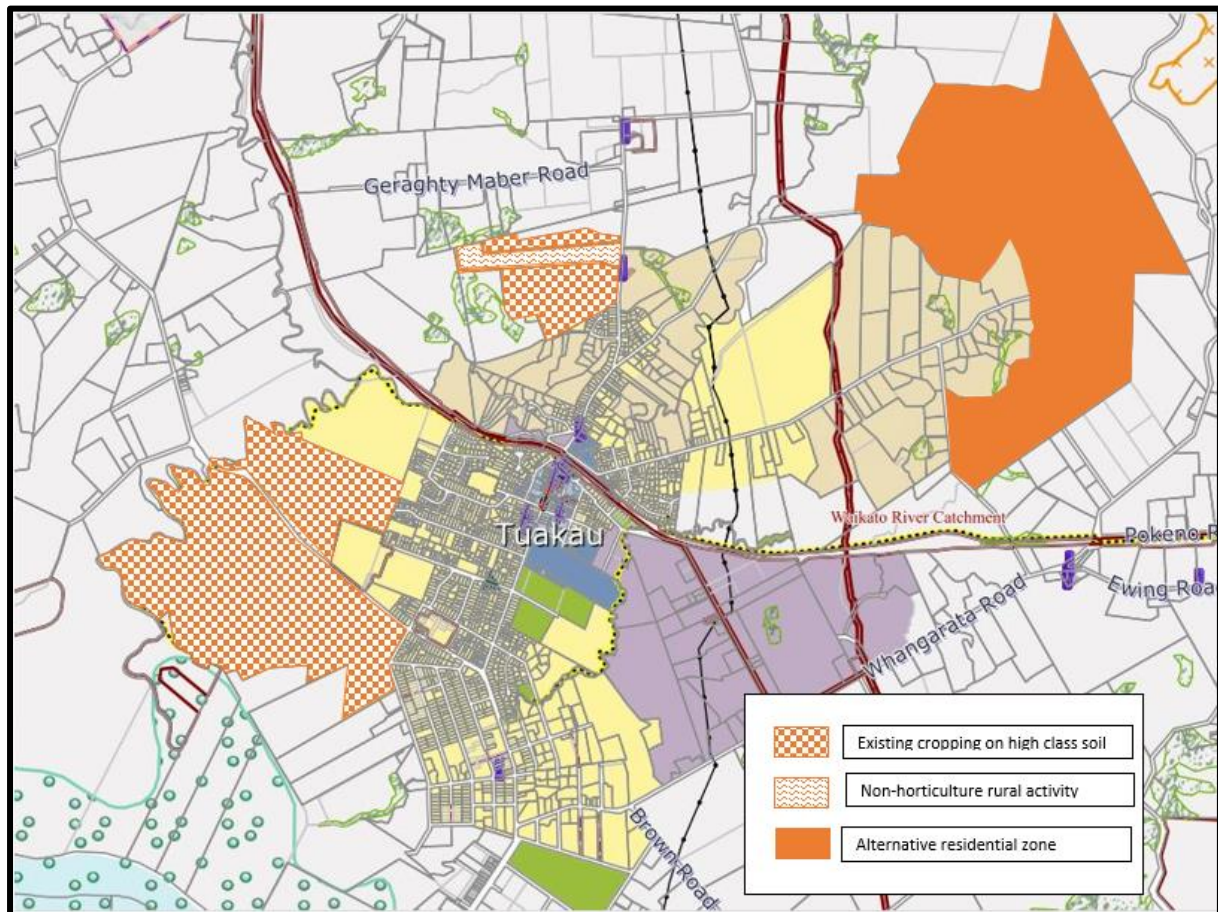 Geraghty Maber Road
Tuakau
Waikato River Catchment
Pokeno R
Ewing Roa
Whangarata Road
Brown Road
Existing cropping on high class soil
Non-horticulture rural activity
Alternative residential zone